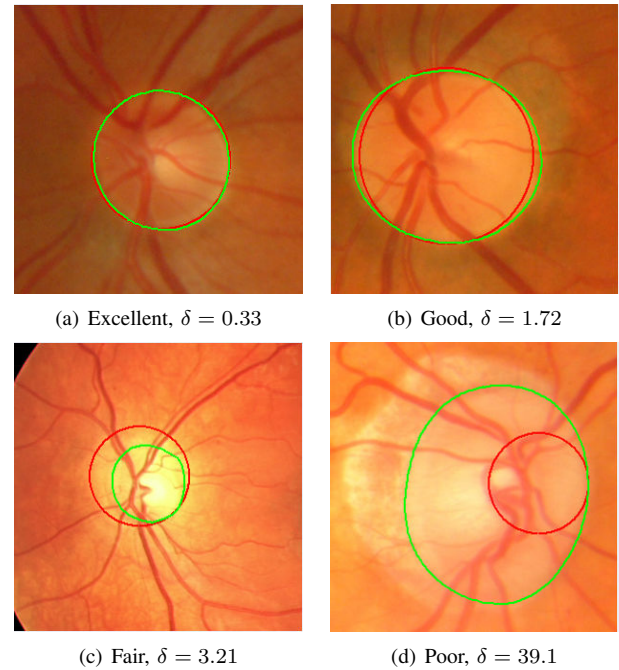 (a) Excellent, δ = 0.33
(b) Good, δ = 1.72
(c) Fair, δ = 3.21
(d) Poor, δ = 39.1